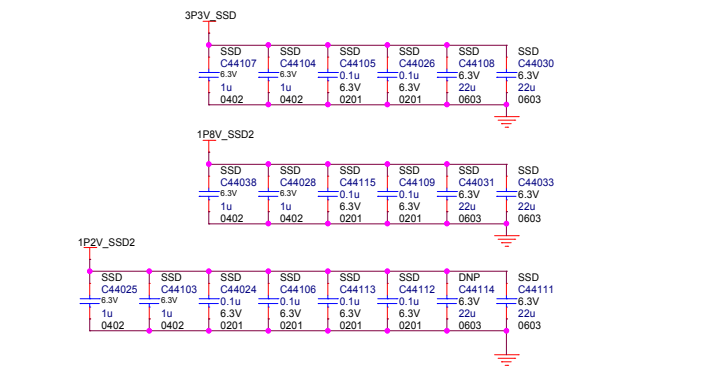 3P3V_SSD
SSD SSD SSD SSD SSD SSD
C44107 C44104 C44105 C44026 C44108 C44030
6.3V 6.3V 0.1u 0.1u 6.3V 6.3V
1u 1u 6.3V 6.3V 22u 22u
0402 0402 0201 0201 0603 0603
1P8V_SSD2
SSD SSD SSD SSD SSD SSD
C44038 C44028 C44115 C44109 C44031 C44033
6.3V 6.3V 0.1u 0.1u 6.3V 6.3V
1u 1u 6.3V 6.3V 22u 22u
0402 0402 0201 0201 0603 0603
1P2V_SSD2
SSD SSD SSD SSD SSD SSD DNP SSD
C44025 C44103 C44024 C44106 C44113 C44112 C44114 C44111
6.3V 6.3V 0.1u 0.1u 0.1u 0.1u 6.3V 6.3V
1u 1u 6.3V 6.3V 6.3V 6.3V 22u 22u
0402 0402 0201 0201 0201 0201 0603 0603